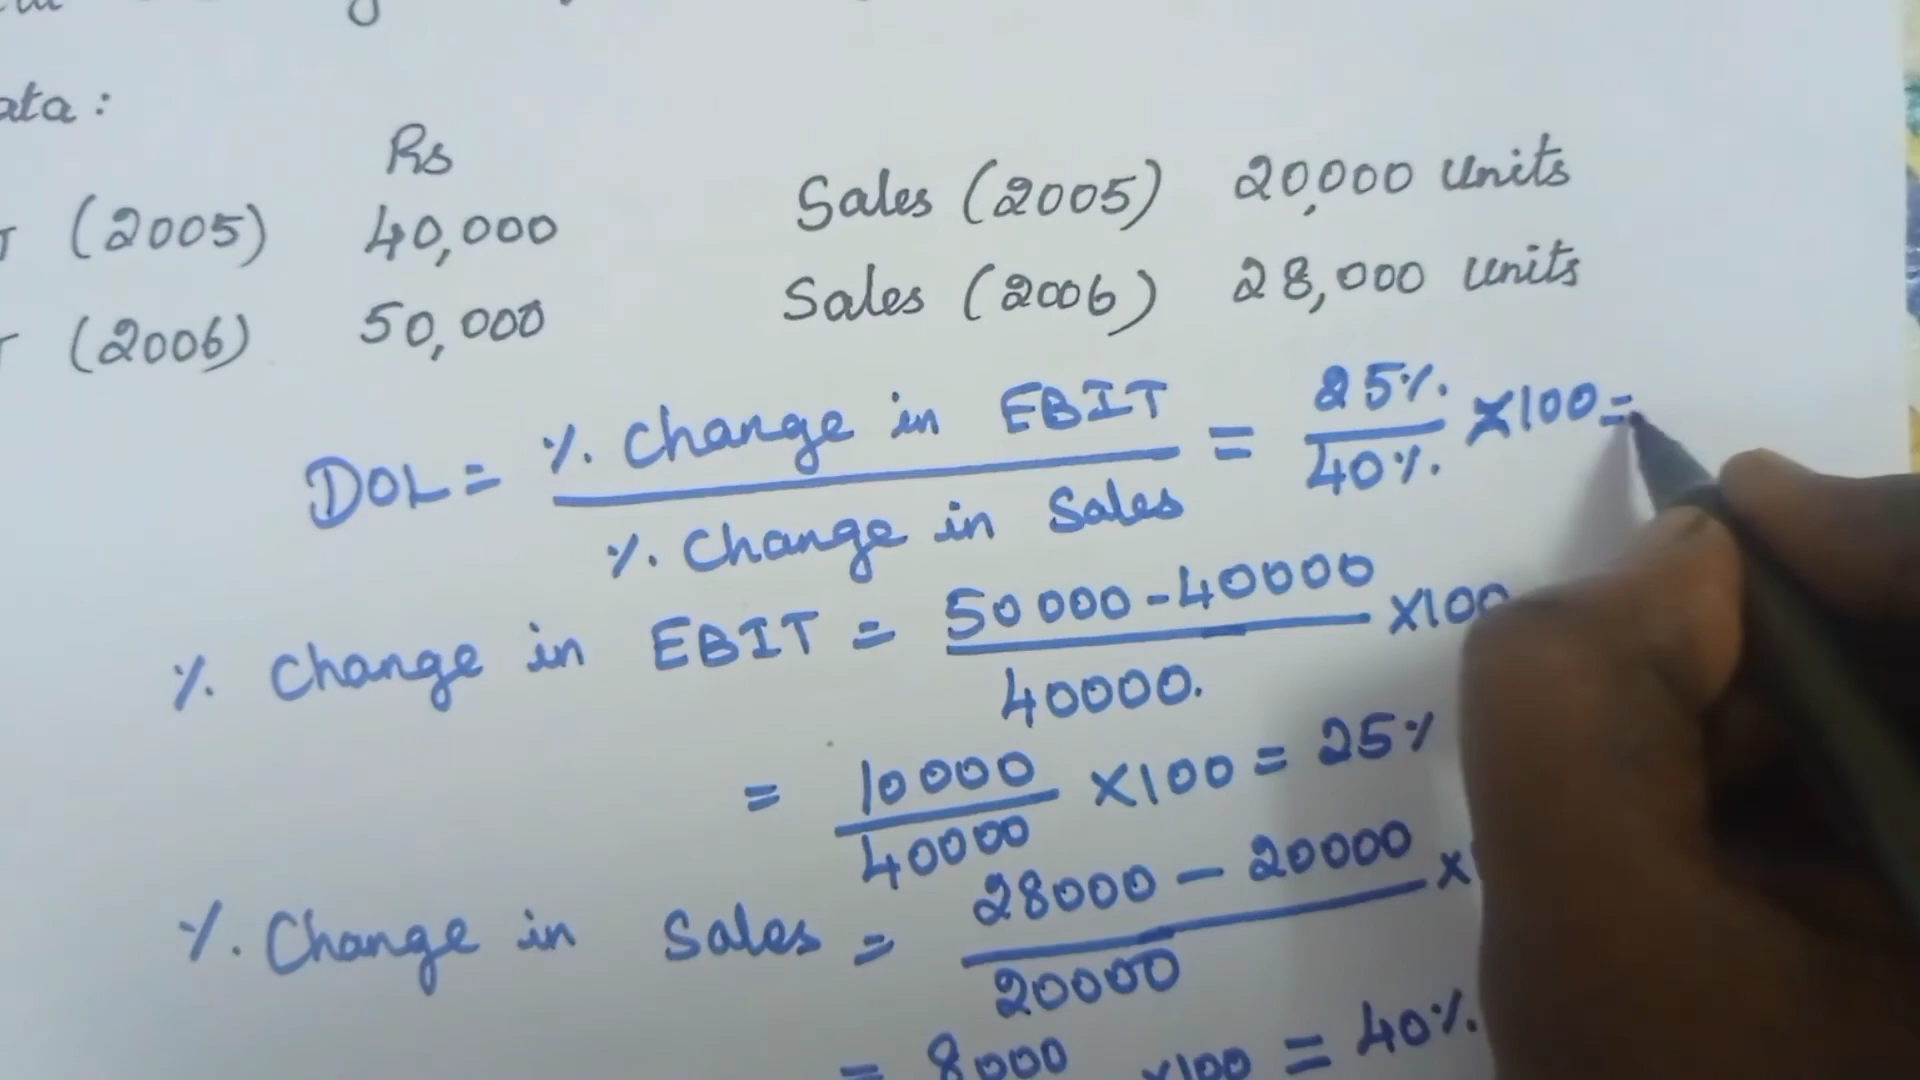 ata:
Rs
T (2005) 40,000 Sales (2005) 20,000 units
T (2006) 50,000 Sales (2006) 28,000 units
DOL = % Change in EBIT / % Change in Sales = 25% / 40% ×100 =
% Change in EBIT = 50000 - 40000 / 40000. ×100
= 10000 / 40000 ×100 = 25%
% Change in Sales = 28000 - 20000 / 20000 ×
= 8000 ×100 = 40%.